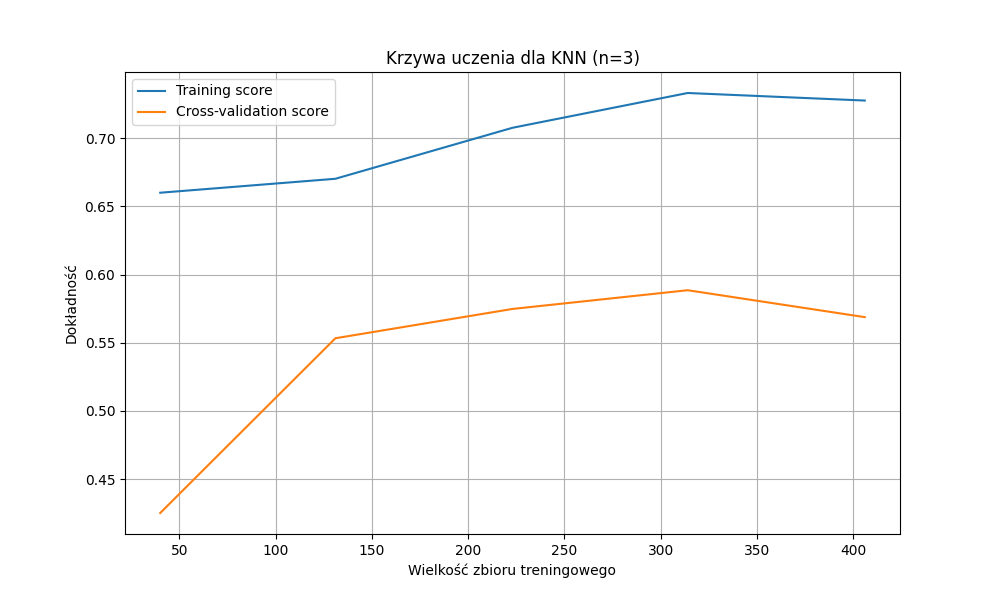 Krzywa uczenia dla KNN (n=3)
Training score
Cross-validation score
0.70
0.65
0.60
0.55
0.50
0.45
Dokładność
50 100 150 200 250 300 350 400
Wielkość zbioru treningowego